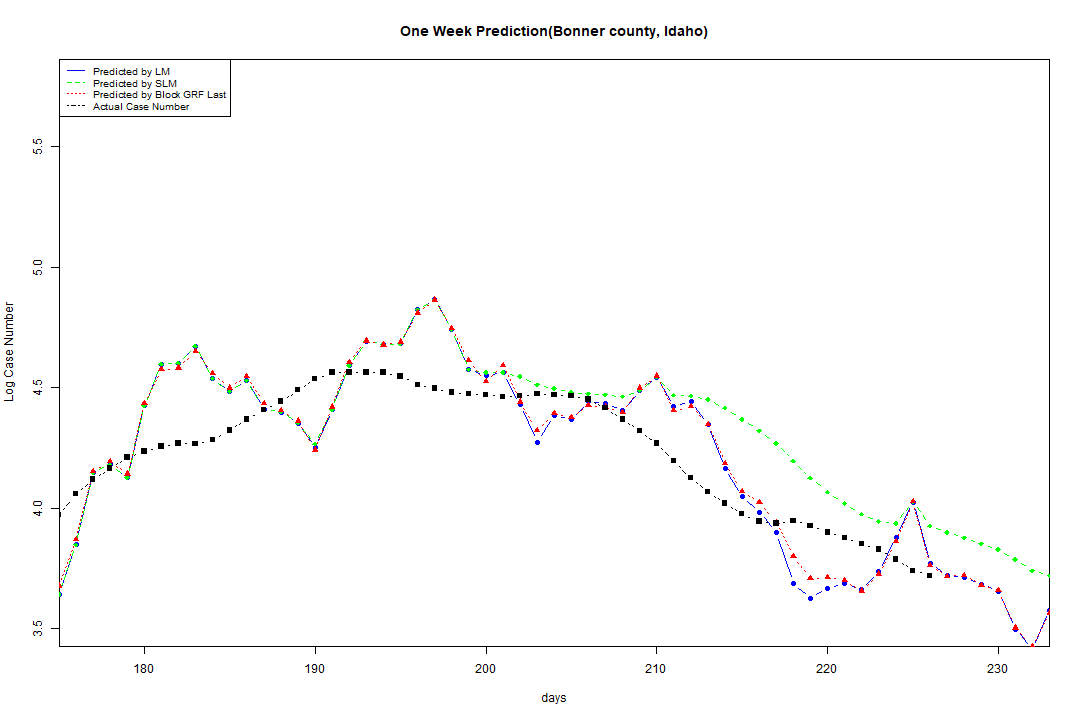 One Week Prediction(Bonner county, Idaho)
Predicted by LM
Predicted by SLM
Predicted by Block GRF Last
Actual Case Number
5.5
5.0
4.5
4.0
3.5
Log Case Number
180 190 200 210 220 230
days